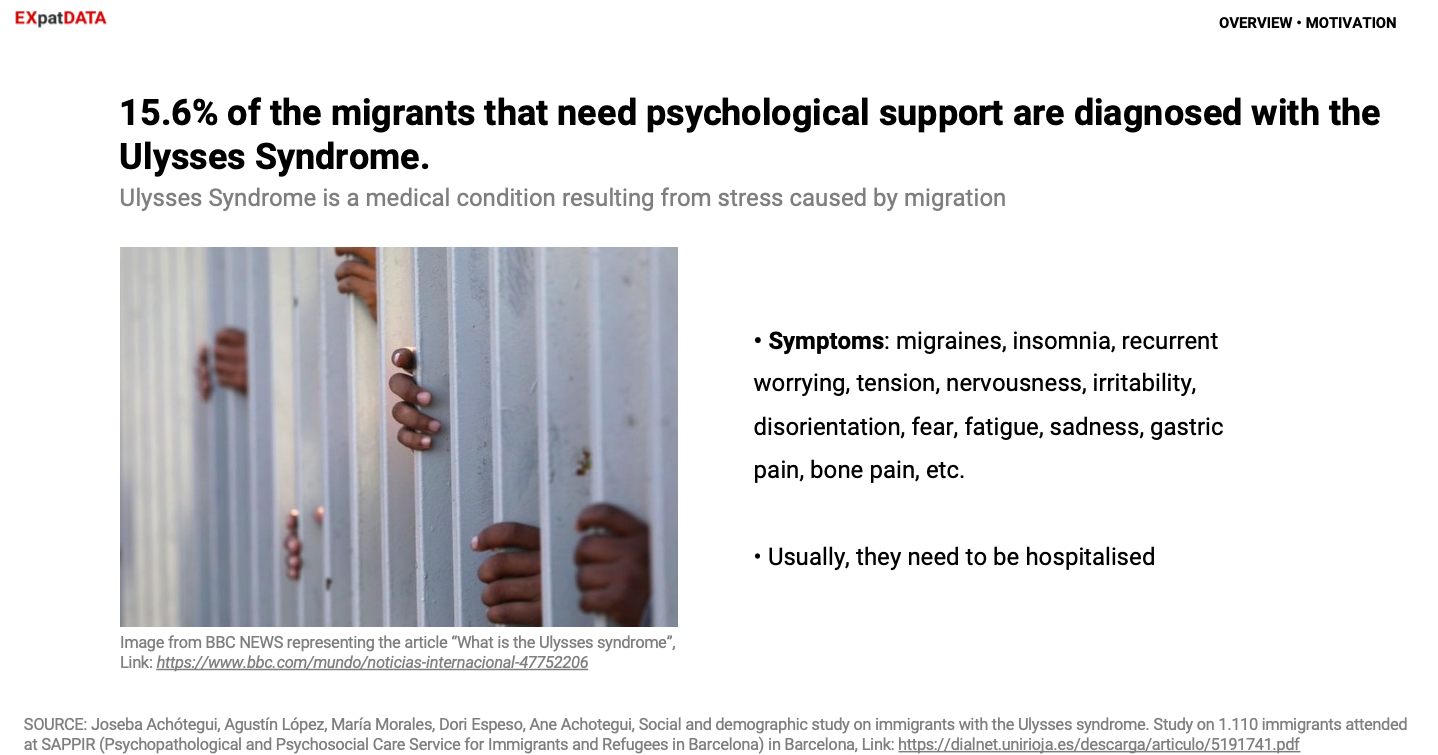 EXpatDATA
OVERVIEW • MOTIVATION
15.6% of the migrants that need psychological support are diagnosed with the
Ulysses Syndrome.
Ulysses Syndrome is a medical condition resulting from stress caused by migration
• Symptoms: migraines, insomnia, recurrent
worrying, tension, nervousness, irritability,
disorientation, fear, fatigue, sadness, gastric
pain, bone pain, etc.
• Usually, they need to be hospitalised
Image from BBC NEWS representing the article “What is the Ulysses syndrome”,
Link: https://www.bbc.com/mundo/noticias-internacional-47752206
SOURCE: Joseba Achótegui, Agustín López, María Morales, Dori Espeso, Ane Achotegui, Social and demographic study on immigrants with the Ulysses syndrome. Study on 1.110 immigrants attended
at SAPPIR (Psychopathological and Psychosocial Care Service for Immigrants and Refugees in Barcelona) in Barcelona, Link: https://dialnet.unirioja.es/descarga/articulo/5191741.pdf